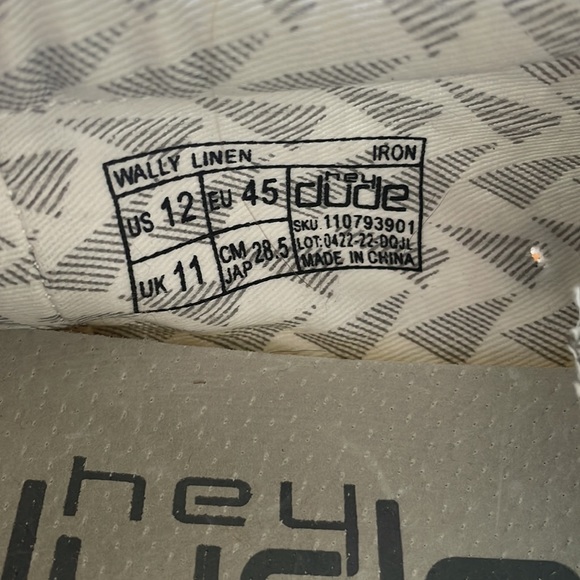 WALLY LINEN IRON
US 12 EU 45 hey dude
SKU: 110793901
LOT: 0422-22-DQJL
UK 11 CM 28.5 JAP MADE IN CHINA
hey
dude